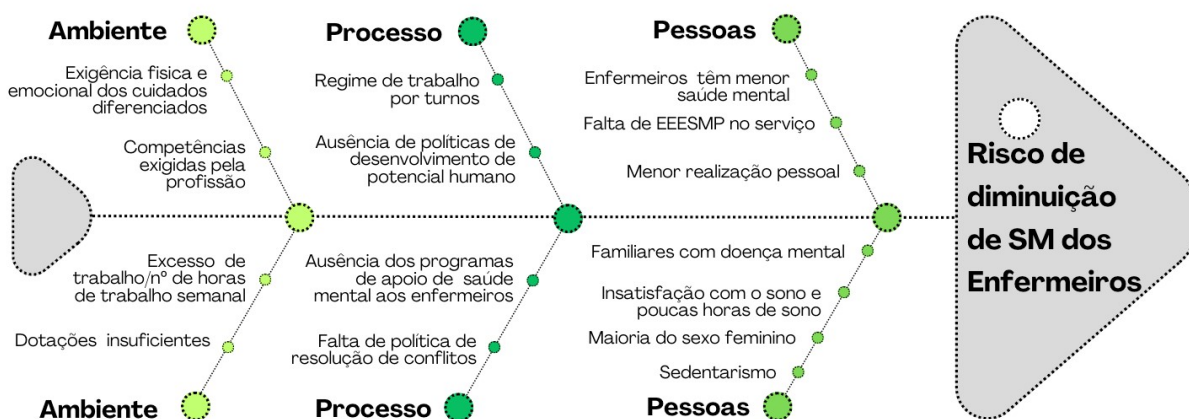 Ambiente
Exigência fisica e
emocional dos cuidados
diferenciados
Competências
exigidas pela
profissão
Processo
Regime de trabalho
por turnos
Ausência de políticas de
desenvolvimento de
potencial humano
Pessoas
Enfermeiros têm menor
saúde mental
Falta de EEESMP no serviço
Menor realização pessoal
Risco de
diminuição
de SM dos
Enfermeiros
Excesso de
trabalho/nº de horas
de trabalho semanal
Dotações insuficientes
Ambiente
Ausência dos programas
de apoio de saúde
mental aos enfermeiros
Falta de política de
resolução de conflitos
Processo
Familiares com doença mental
Insatisfação com o sono e
poucas horas de sono
Maioria do sexo feminino
Sedentarismo
Pessoas